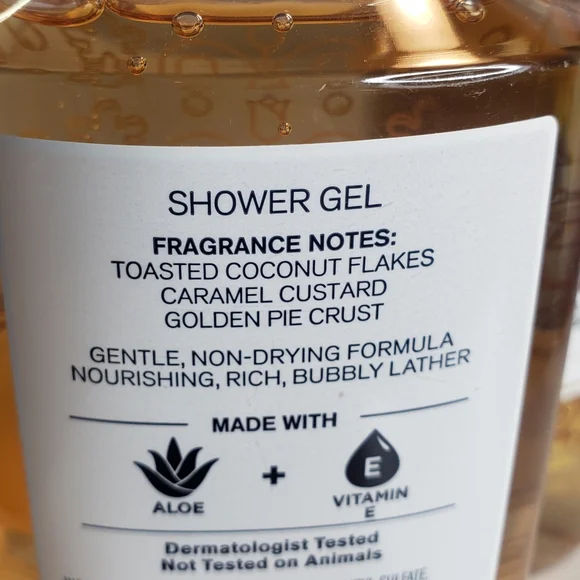 SHOWER GEL
FRAGRANCE NOTES:
TOASTED COCONUT FLAKES
CARAMEL CUSTARD
GOLDEN PIE CRUST
GENTLE, NON-DRYING FORMULA
NOURISHING, RICH, BUBBLY LATHER
MADE WITH
E
ALOE + VITAMIN
E
Dermatologist Tested
Not Tested on Animals
SULFATE